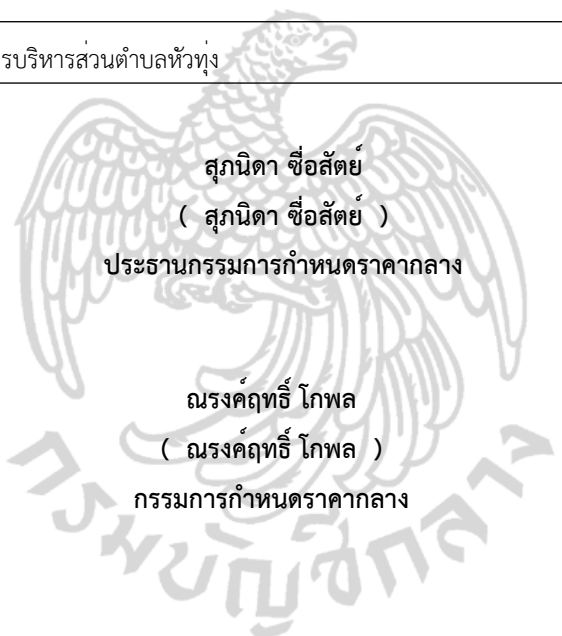 รบริหารส่วนตำบลหัวทุ่ง
สุภนิดา ซื่อสัตย์
( สุภนิดา ซื่อสัตย์ )
ประธานกรรมการกำหนดราคากลาง
ณรงค์ฤทธิ์ โกพล
( ณรงค์ฤทธิ์ โกพล )
กรรมการกำหนดราคากลาง
กรมบัญชีกลาง